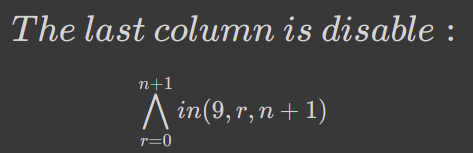 The last column is disable :
n+1
⋀ in(9, r, n + 1)
r=0